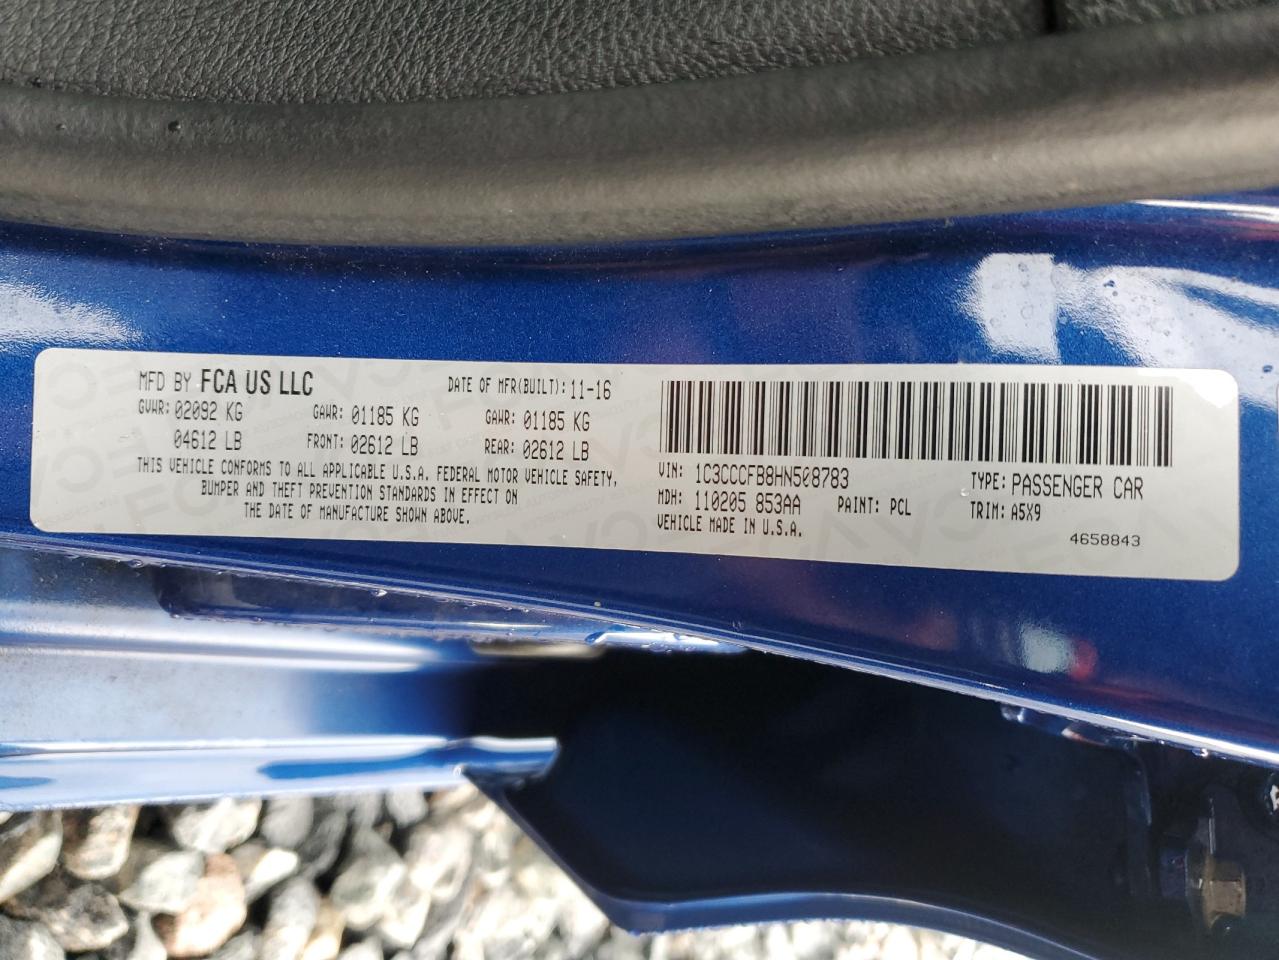 MFD BY FCA US LLC DATE OF MFR(BUILT): 11-16
GVWR: 02092 KG GAWR: 01185 KG GAWR: 01185 KG
04612 LB FRONT: 02612 LB REAR: 02612 LB
THIS VEHICLE CONFORMS TO ALL APPLICABLE U.S.A. FEDERAL MOTOR VEHICLE SAFETY,
BUMPER AND THEFT PREVENTION STANDARDS IN EFFECT ON
THE DATE OF MANUFACTURE SHOWN ABOVE.
VIN: 1C3CCCFB8HN508783 TYPE: PASSENGER CAR
MDH: 110205 853AA PAINT: PCL TRIM: A5X9
VEHICLE MADE IN U.S.A. 4658843